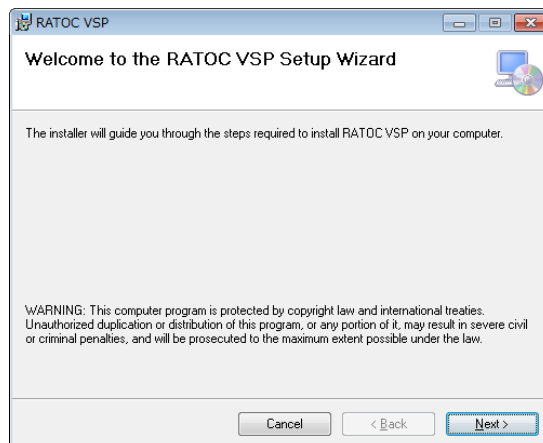 RATOC VSP
Welcome to the RATOC VSP Setup Wizard
The installer will guide you through the steps required to install RATOC VSP on your computer.
WARNING: This computer program is protected by copyright law and international treaties.
Unauthorized duplication or distribution of this program, or any portion of it, may result in severe civil
or criminal penalties, and will be prosecuted to the maximum extent possible under the law.
Cancel
< Back
Next >